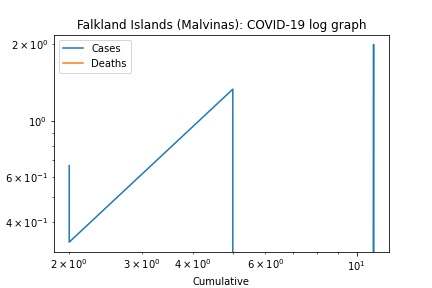 Falkland Islands (Malvinas): COVID-19 log graph
Cases
Deaths
2 × 10⁰
10⁰
6 × 10⁻¹
4 × 10⁻¹
2 × 10⁰ 3 × 10⁰ 4 × 10⁰ 6 × 10⁰ 10¹
Cumulative